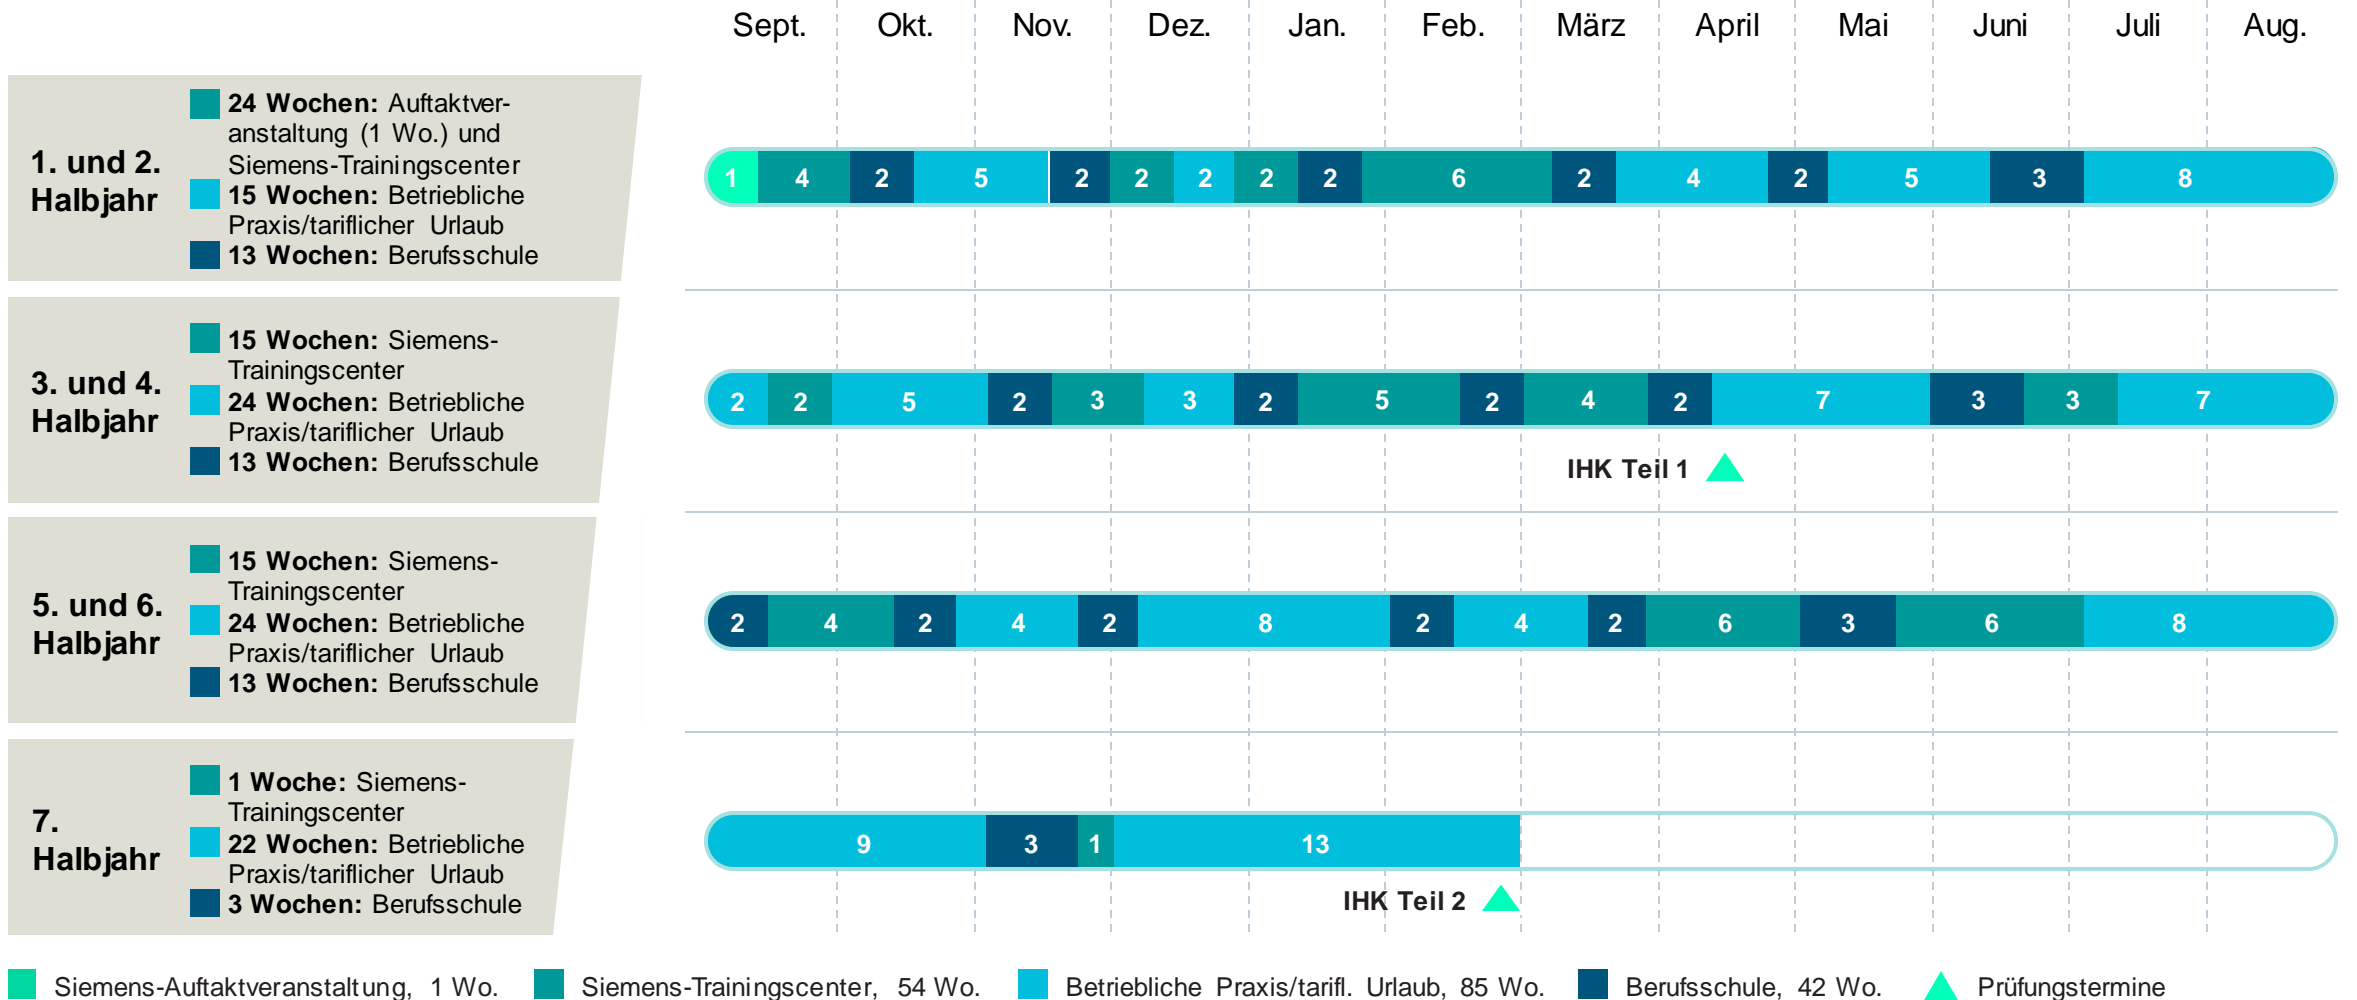 Sept. Okt. Nov. Dez. Jan. Feb. März April Mai Juni Juli Aug.
1. und 2.
Halbjahr
24 Wochen: Auftaktver-
anstaltung (1 Wo.) und
Siemens-Trainingscenter
15 Wochen: Betriebliche
Praxis/tariflicher Urlaub
13 Wochen: Berufsschule
1 4 2 5 2 2 2 2 2 6 2 4 2 5 3 8
3. und 4.
Halbjahr
15 Wochen: Siemens-
Trainingscenter
24 Wochen: Betriebliche
Praxis/tariflicher Urlaub
13 Wochen: Berufsschule
2 2 5 2 3 3 2 5 2 4 2 7 3 3 7
IHK Teil 1
5. und 6.
Halbjahr
15 Wochen: Siemens-
Trainingscenter
24 Wochen: Betriebliche
Praxis/tariflicher Urlaub
13 Wochen: Berufsschule
2 4 2 4 2 8 2 4 2 6 3 6 8
7.
Halbjahr
1 Woche: Siemens-
Trainingscenter
22 Wochen: Betriebliche
Praxis/tariflicher Urlaub
3 Wochen: Berufsschule
9 3 1 13
IHK Teil 2
Siemens-Auftaktveranstaltung, 1 Wo. Siemens-Trainingscenter, 54 Wo. Betriebliche Praxis/tarifl. Urlaub, 85 Wo. Berufsschule, 42 Wo. Prüfungstermine